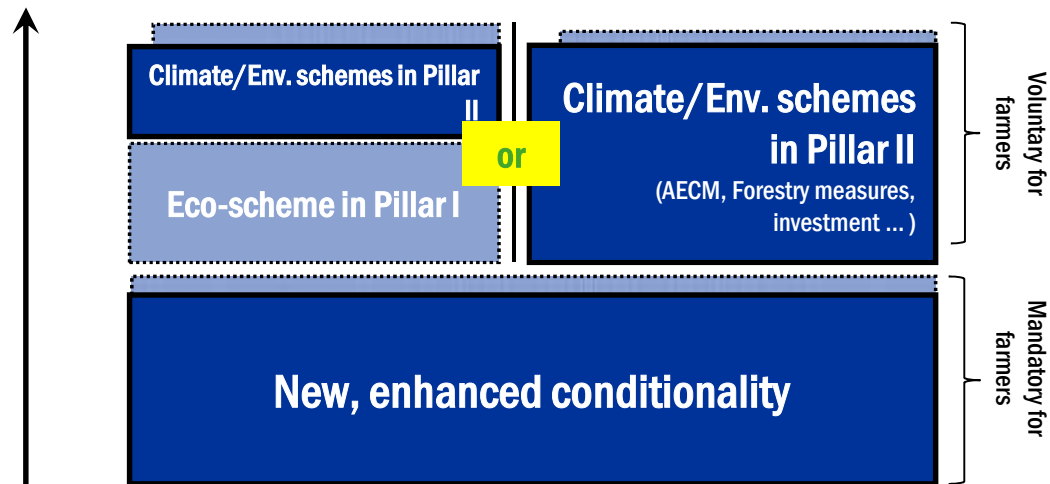 Climate/Env. schemes in Pillar
II
or
Eco-scheme in Pillar I
Climate/Env. schemes
in Pillar II
(AECM, Forestry measures,
investment ... )
Voluntary for
farmers
New, enhanced conditionality
Mandatory for
farmers